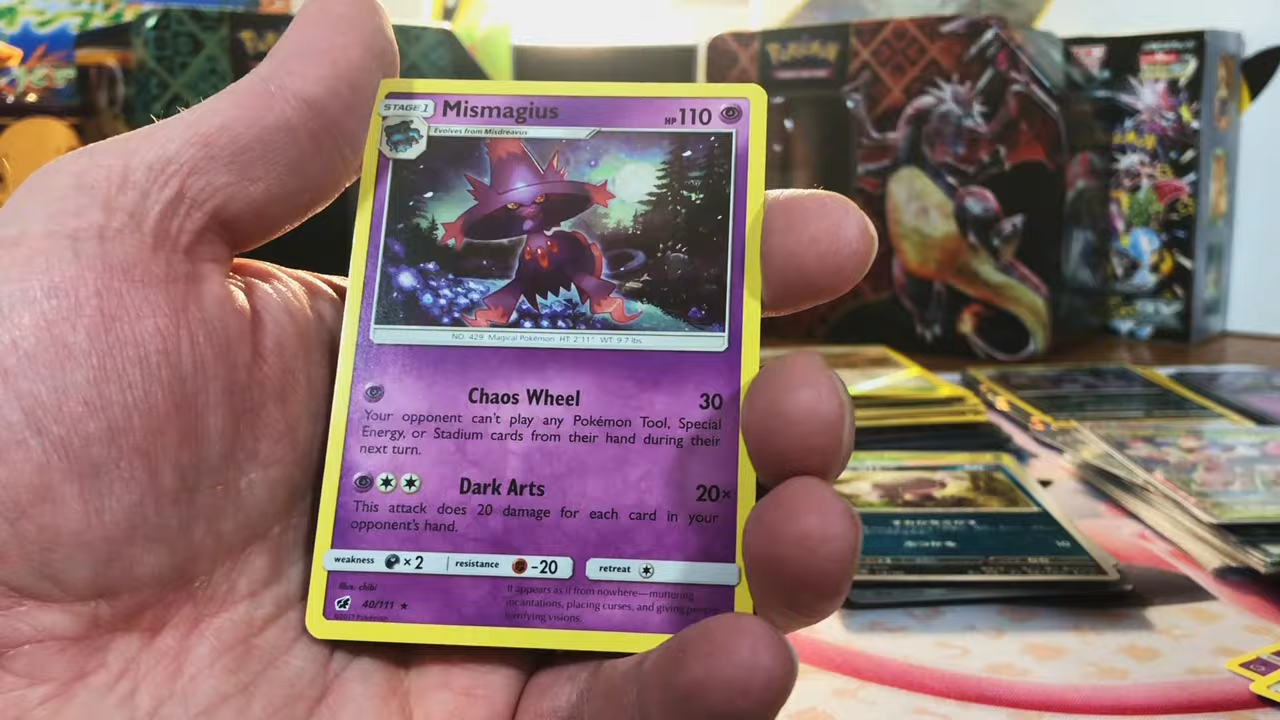 Pokémon
STAGE 1
Mismagius
HP 110
Evolves from Misdreavus
NO. 429 Magical Pokémon HT: 2'11" WT: 9.7 lbs.
Chaos Wheel 30
Your opponent can't play any Pokémon Tool, Special
Energy, or Stadium cards from their hand during their
next turn.
Dark Arts 20×
This attack does 20 damage for each card in your
opponent's hand.
weakness ×2 resistance -20 retreat
Illus. chibi
40/111
©2017 Pokémon
It appears as if from nowhere—muttering
incantations, placing curses, and giving people
terrifying visions.
10